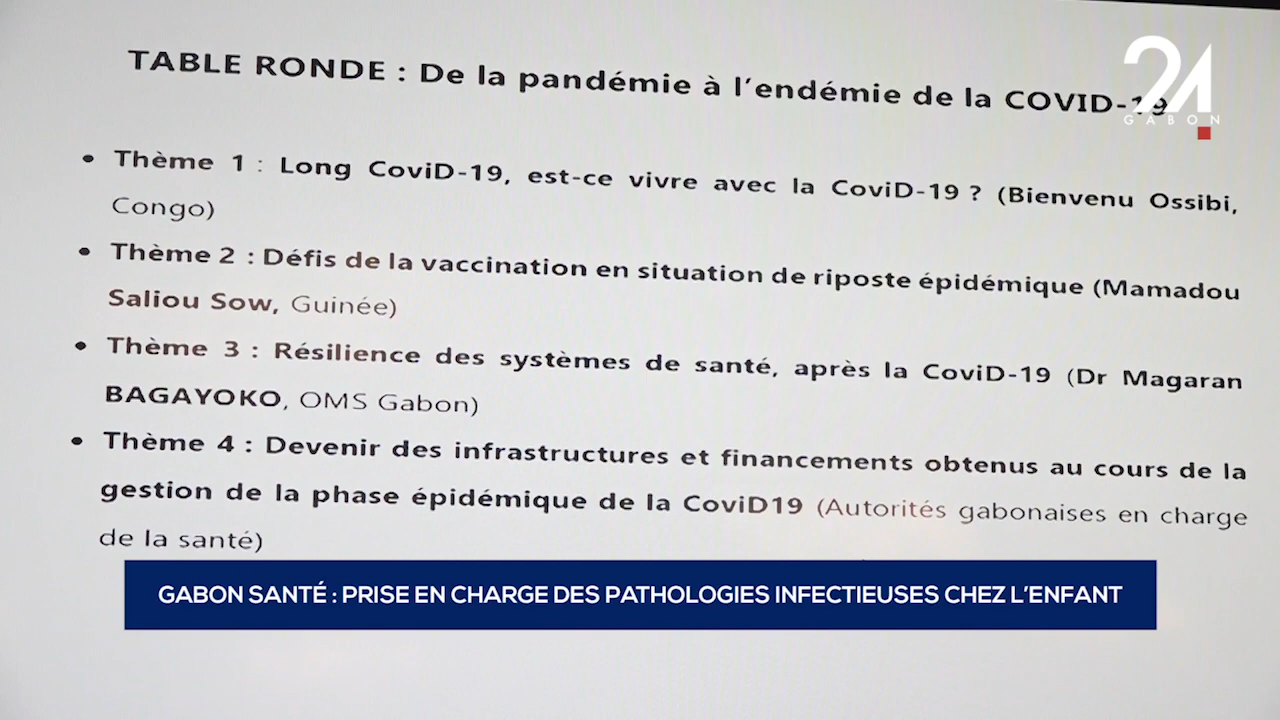 TABLE RONDE : De la pandémie à l'endémie de la COVID-19
24
GABON
• Thème 1 : Long CoviD-19, est-ce vivre avec la CoviD-19 ? (Bienvenu Ossibi,
Congo)
• Thème 2 : Défis de la vaccination en situation de riposte épidémique (Mamadou
Saliou Sow, Guinée)
• Thème 3 : Résilience des systèmes de santé, après la CoviD-19 (Dr Magaran
BAGAYOKO, OMS Gabon)
• Thème 4 : Devenir des infrastructures et financements obtenus au cours de la
gestion de la phase épidémique de la CoviD19 (Autorités gabonaises en charge
de la santé)
GABON SANTÉ : PRISE EN CHARGE DES PATHOLOGIES INFECTIEUSES CHEZ L'ENFANT